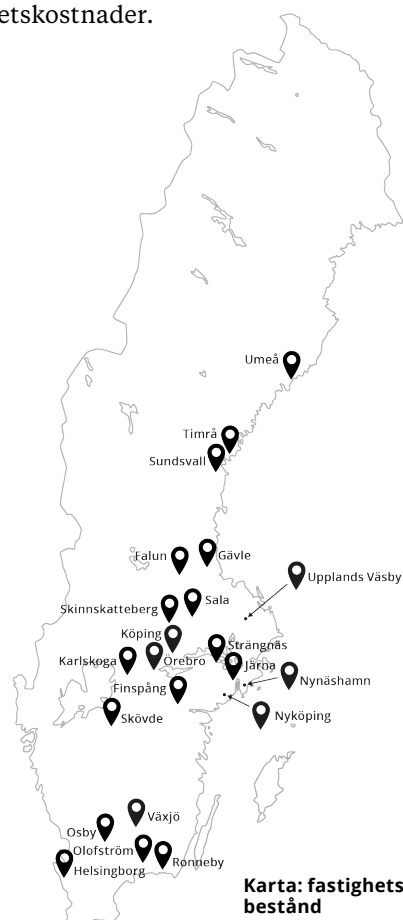 etskostnader.
Umeå
Timrå
Sundsvall
Falun
Gävle
Upplands Väsby
Skinnskatteberg
Sala
Köping
Strängnäs
Karlskoga
Örebro
Järna
Nynäshamn
Finspång
Skövde
Nyköping
Växjö
Osby
Olofström
Ronneby
Helsingborg
Karta: fastighets
bestånd